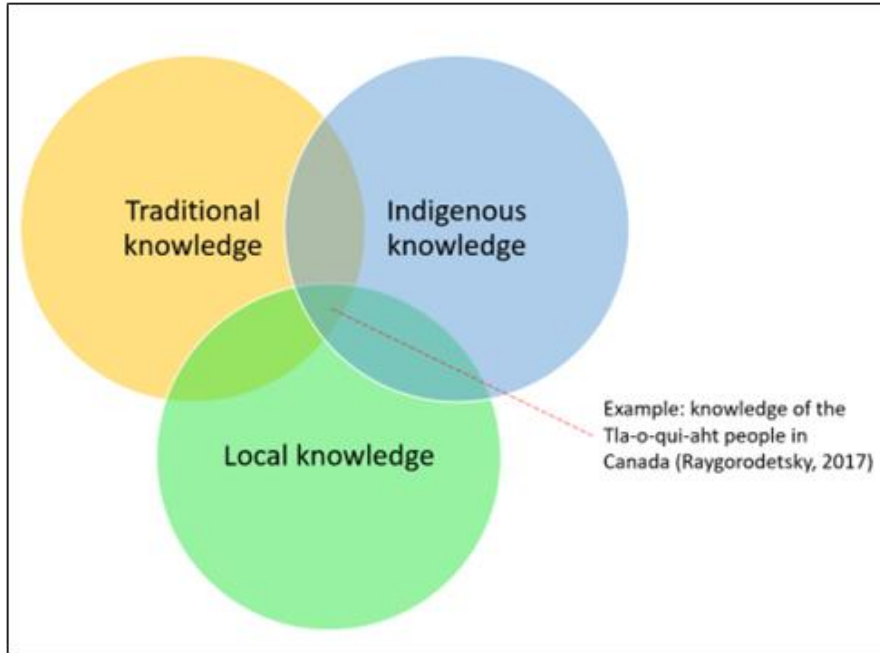 Traditional
knowledge
Indigenous
knowledge
Local knowledge
Example: knowledge of the
Tla-o-qui-aht people in
Canada (Raygorodetsky, 2017)